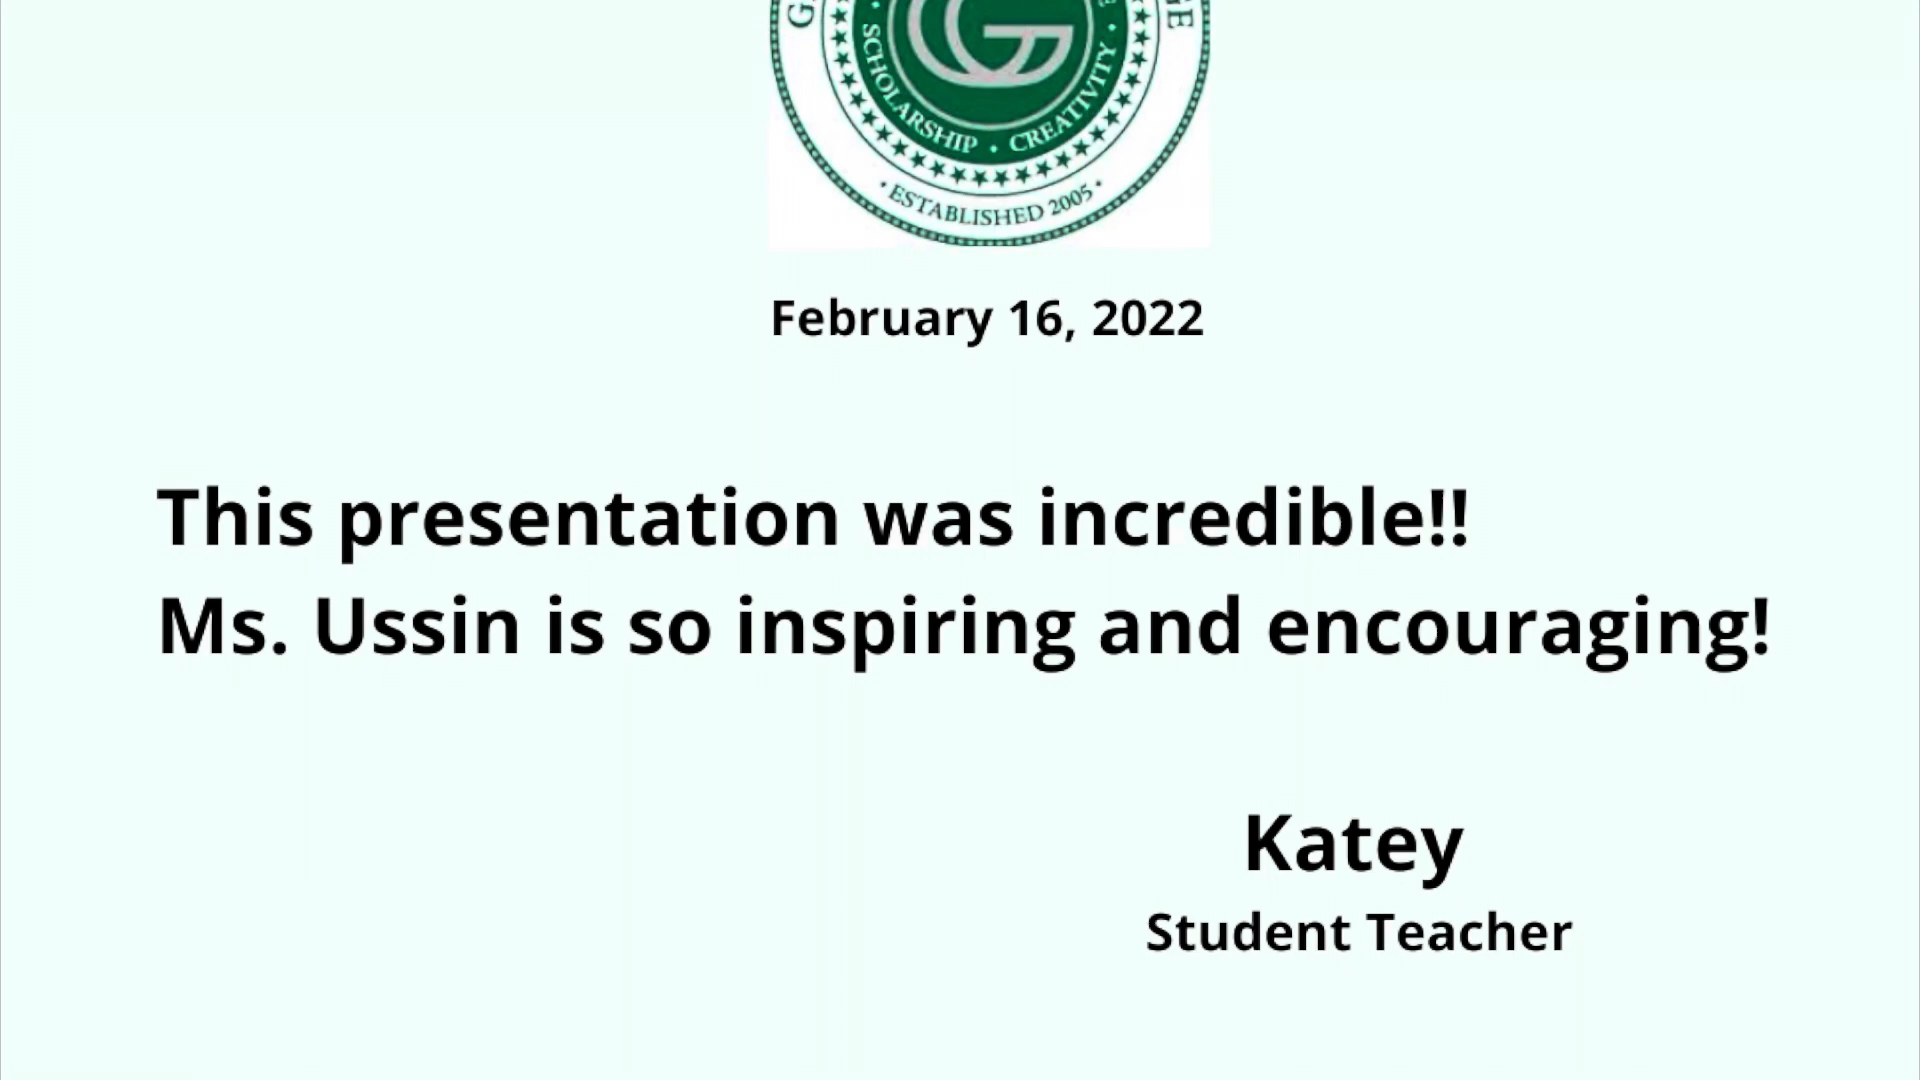 SCHOLARSHIP • CREATIVITY •
• ESTABLISHED 2005 •
February 16, 2022
This presentation was incredible!!
Ms. Ussin is so inspiring and encouraging!
Katey
Student Teacher